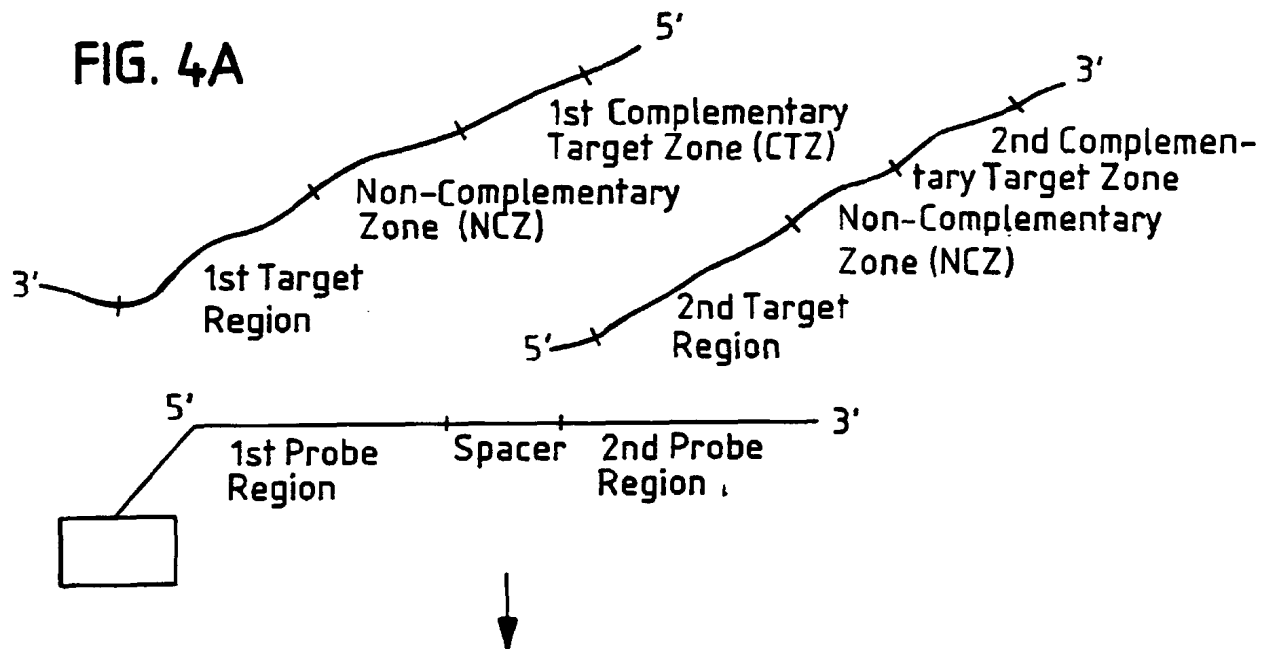 FIG. 4A
5'
1st Complementary
Target Zone (CTZ)
Non-Complementary
Zone (NCZ)
1st Target
Region
3'
3'
2nd Complemen-
tary Target Zone
Non-Complementary
Zone (NCZ)
2nd Target
Region
5'
5'
3'
1st Probe
Region
Spacer
2nd Probe
Region